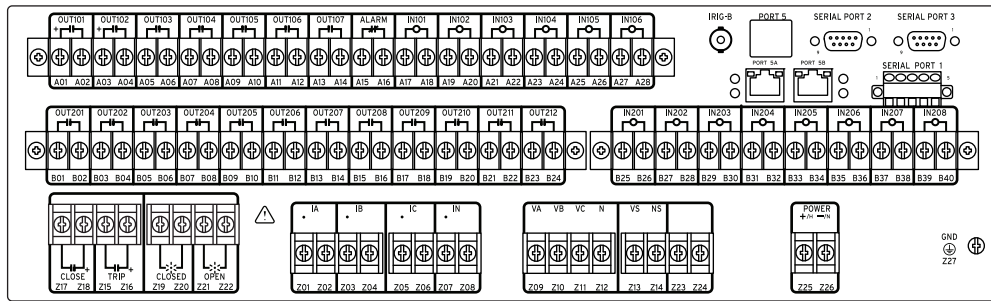 OUT101 OUT102 OUT103 OUT104 OUT105 OUT106 OUT107 ALARM IN101 IN102 IN103 IN104 IN105 IN106
+ +
A01 A02 A03 A04 A05 A06 A07 A08 A09 A10 A11 A12 A13 A14 A15 A16 A17 A18 A19 A20 A21 A22 A23 A24 A25 A26 A27 A28
IRIG-B PORT 5 SERIAL PORT 2 SERIAL PORT 3
1 1
9 9
PORT 5A PORT 5B SERIAL PORT 1
1 5
OUT201 OUT202 OUT203 OUT204 OUT205 OUT206 OUT207 OUT208 OUT209 OUT210 OUT211 OUT212
B01 B02 B03 B04 B05 B06 B07 B08 B09 B10 B11 B12 B13 B14 B15 B16 B17 B18 B19 B20 B21 B22 B23 B24
IN201 IN202 IN203 IN204 IN205 IN206 IN207 IN208
B25 B26 B27 B28 B29 B30 B31 B32 B33 B34 B35 B36 B37 B38 B39 B40
+ +
CLOSE TRIP CLOSED OPEN
Z17 Z18 Z15 Z16 Z19 Z20 Z21 Z22
IA IB IC IN
Z01 Z02 Z03 Z04 Z05 Z06 Z07 Z08
VA VB VC N VS NS
Z09 Z10 Z11 Z12 Z13 Z14 Z23 Z24
POWER
+/H −/N
Z25 Z26
GND
Z27